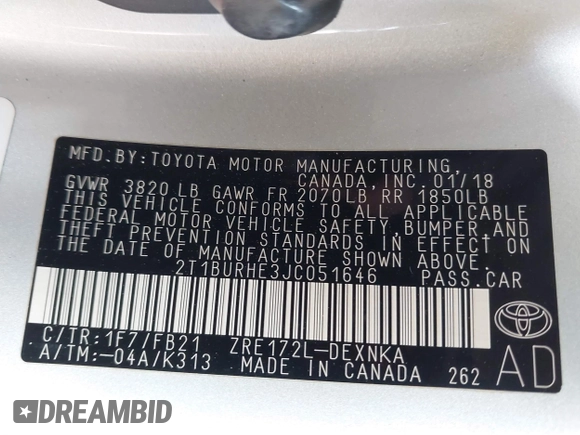 MFD.BY:TOYOTA MOTOR MANUFACTURING,
CANADA, INC. 01/18
GVWR 3820 LB GAWR FR 2070LB RR 1850LB
THIS VEHICLE CONFORMS TO ALL APPLICABLE
FEDERAL MOTOR VEHICLE SAFETY,BUMPER,AND
THEFT PREVENTION STANDARDS IN EFFECT ON
THE DATE OF MANUFACTURE SHOWN ABOVE.
2T1BURHE3JC051646 PASS.CAR
C/TR:1F7/FB21 ZRE172L-DEXNKA
A/TM:-04A/K313 MADE IN CANADA 262
AD
DREAMBID